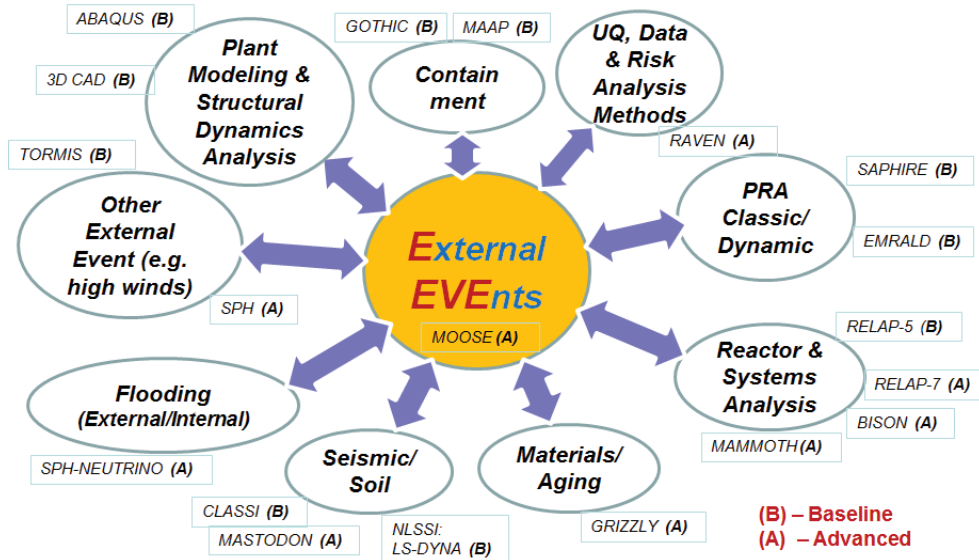 ABAQUS (B)
3D CAD (B)
Plant
Modeling &
Structural
Dynamics
Analysis
GOTHIC (B)
MAAP (B)
Contain
ment
UQ, Data
& Risk
Analysis
Methods
RAVEN (A)
TORMIS (B)
Other
External
Event (e.g.
high winds)
SPH (A)
External
EVEnts
MOOSE (A)
PRA
Classic/
Dynamic
SAPHIRE (B)
EMRALD (B)
Flooding
(External/Internal)
SPH-NEUTRINO (A)
Seismic/
Soil
CLASSI (B)
MASTODON (A)
NLSSI:
LS-DYNA (B)
Materials/
Aging
GRIZZLY (A)
Reactor &
Systems
Analysis
RELAP-5 (B)
RELAP-7 (A)
BISON (A)
MAMMOTH (A)
(B) – Baseline
(A) – Advanced